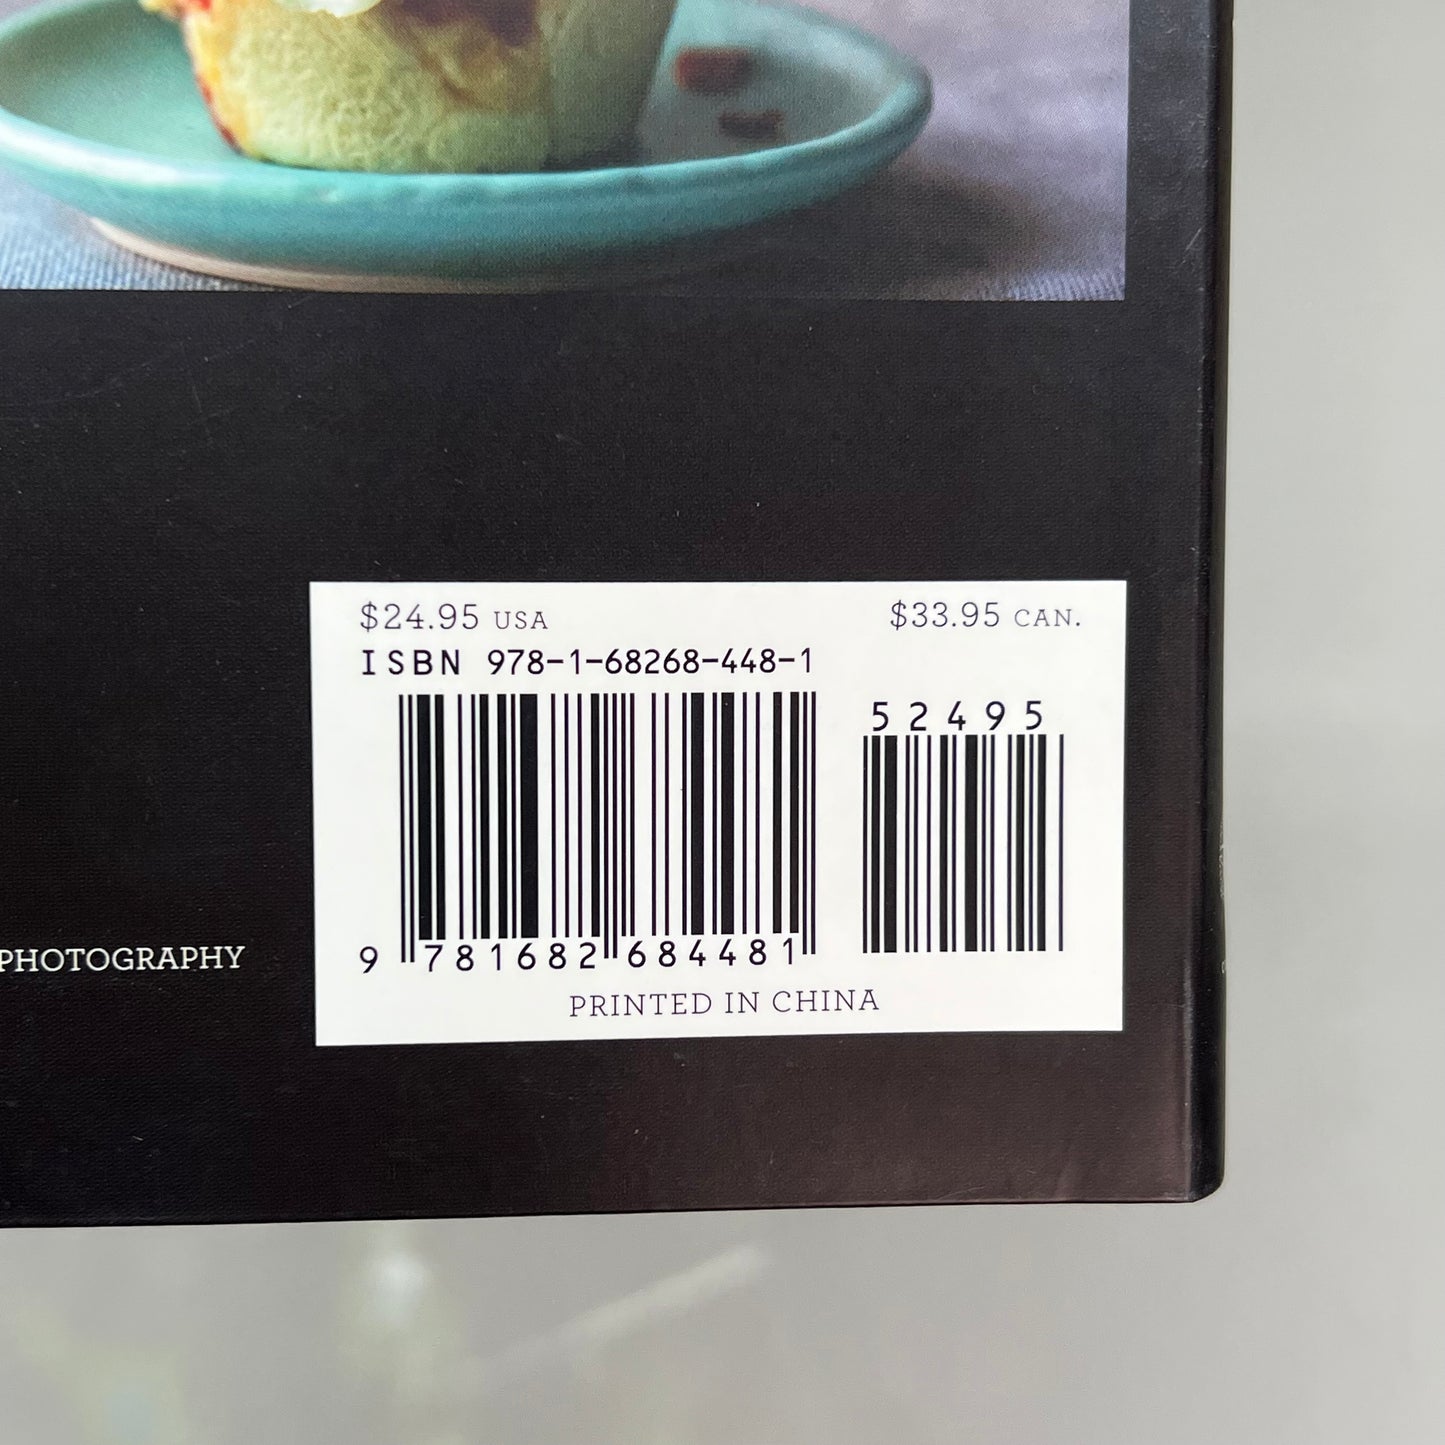 $24.95 USA $33.95 CAN.
ISBN 978-1-68268-448-1
52495
9 781682 684481
PHOTOGRAPHY
PRINTED IN CHINA